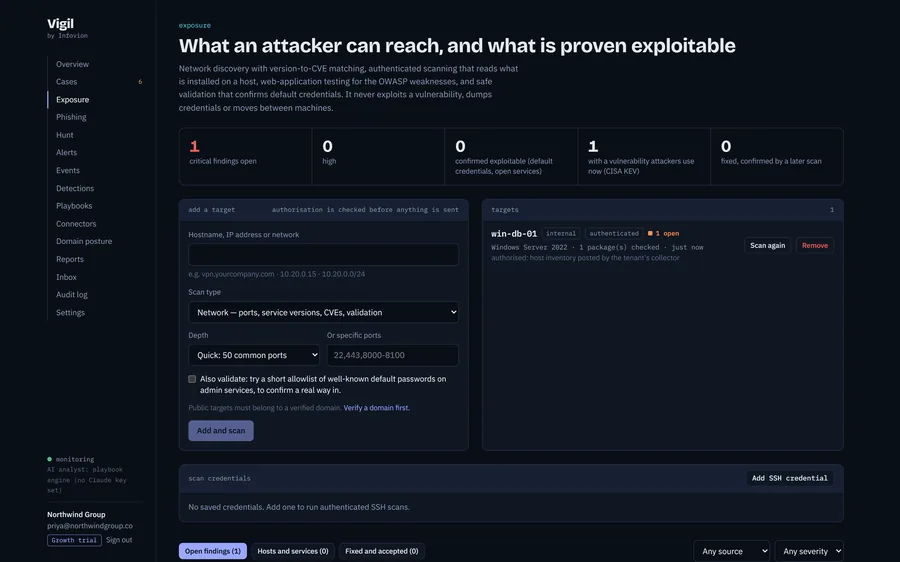 Vigil
by Infovion
Overview
Cases 6
Exposure
Phishing
Hunt
Alerts
Events
Detections
Playbooks
Connectors
Domain posture
Reports
Inbox
Audit log
Settings
monitoring
AI analyst: playbook
engine (no Claude key
set)
Northwind Group
priya@northwindgroup.co
Growth trial Sign out
exposure
What an attacker can reach, and what is proven exploitable
Network discovery with version-to-CVE matching, authenticated scanning that reads what
is installed on a host, web-application testing for the OWASP weaknesses, and safe
validation that confirms default credentials. It never exploits a vulnerability, dumps
credentials or moves between machines.
1
critical findings open
0
high
0
confirmed exploitable (default
credentials, open services)
1
with a vulnerability attackers use
now (CISA KEV)
0
fixed, confirmed by a later scan
add a target authorisation is checked before anything is sent
Hostname, IP address or network
e.g. vpn.yourcompany.com · 10.20.0.15 · 10.20.0.0/24
Scan type
Network — ports, service versions, CVEs, validation
Depth Or specific ports
Quick: 50 common ports 22,443,8000-8100
Also validate: try a short allowlist of well-known default passwords on
admin services, to confirm a real way in.
Public targets must belong to a verified domain. Verify a domain first.
Add and scan
targets 1
win-db-01 internal authenticated 1 open
Windows Server 2022 · 1 package(s) checked · just now
authorised: host inventory posted by the tenant's collector
Scan again Remove
scan credentials Add SSH credential
No saved credentials. Add one to run authenticated SSH scans.
Open findings (1) Hosts and services (0) Fixed and accepted (0) Any source Any severity